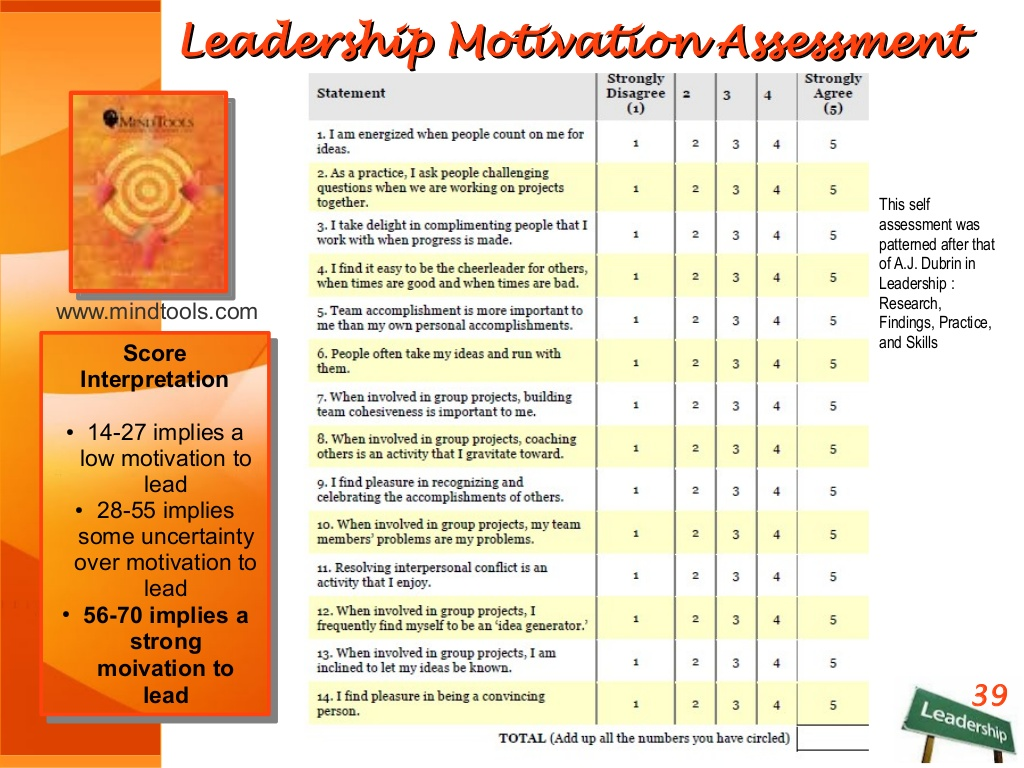 Leadership Motivation Assessment
MINDTOOLS
www.mindtools.com
Score
Interpretation
• 14-27 implies a
low motivation to
lead
• 28-55 implies
some uncertainty
over motivation to
lead
• 56-70 implies a
strong
moivation to
lead
Statement Strongly Disagree (1) 2 3 4 Strongly Agree (5)
1. I am energized when people count on me for
ideas. 1 2 3 4 5
2. As a practice, I ask people challenging
questions when we are working on projects 1 2 3 4 5
together.
3. I take delight in complimenting people that I
work with when progress is made. 1 2 3 4 5
4. I find it easy to be the cheerleader for others,
when times are good and when times are bad. 1 2 3 4 5
5. Team accomplishment is more important to
me than my own personal accomplishments. 1 2 3 4 5
6. People often take my ideas and run with
them. 1 2 3 4 5
7. When involved in group projects, building
team cohesiveness is important to me. 1 2 3 4 5
8. When involved in group projects, coaching
others is an activity that I gravitate toward. 1 2 3 4 5
9. I find pleasure in recognizing and
celebrating the accomplishments of others. 1 2 3 4 5
10. When involved in group projects, my team
members’ problems are my problems. 1 2 3 4 5
11. Resolving interpersonal conflict is an
activity that I enjoy. 1 2 3 4 5
12. When involved in group projects, I
frequently find myself to be an ‘idea generator.’ 1 2 3 4 5
13. When involved in group projects, I am
inclined to let my ideas be known. 1 2 3 4 5
14. I find pleasure in being a convincing
person. 1 2 3 4 5
TOTAL (Add up all the numbers you have circled)
This self
assessment was
patterned after that
of A.J. Dubrin in
Leadership :
Research,
Findings, Practice,
and Skills
39
Leadership